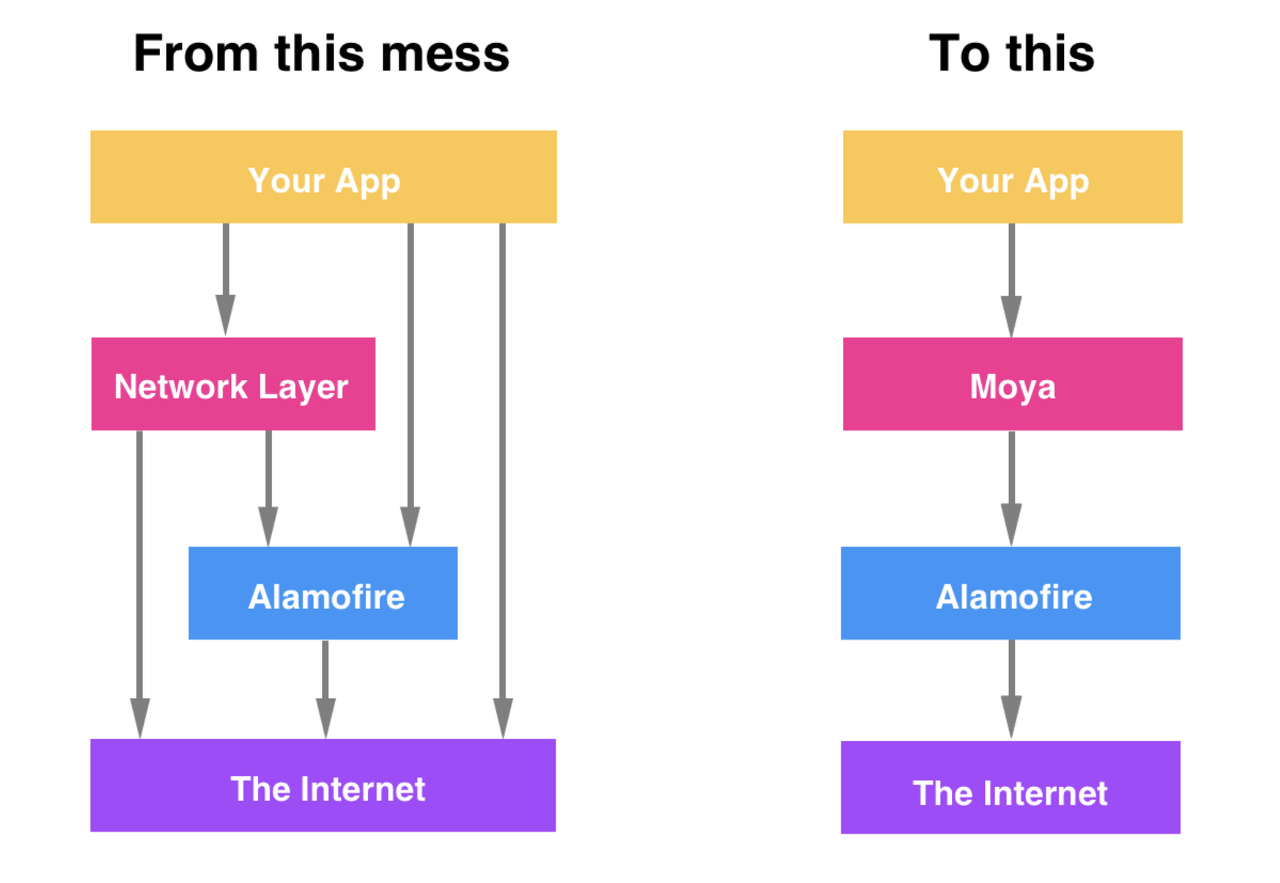 From this mess
Your App
Network Layer
Alamofire
The Internet
To this
Your App
Moya
Alamofire
The Internet